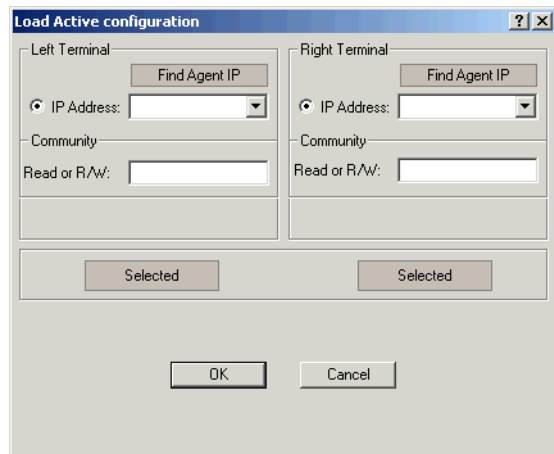 Load Active configuration
Left Terminal
Find Agent IP
IP Address:
Community
Read or R/W:
Right Terminal
Find Agent IP
IP Address:
Community
Read or R/W:
Selected
Selected
OK
Cancel